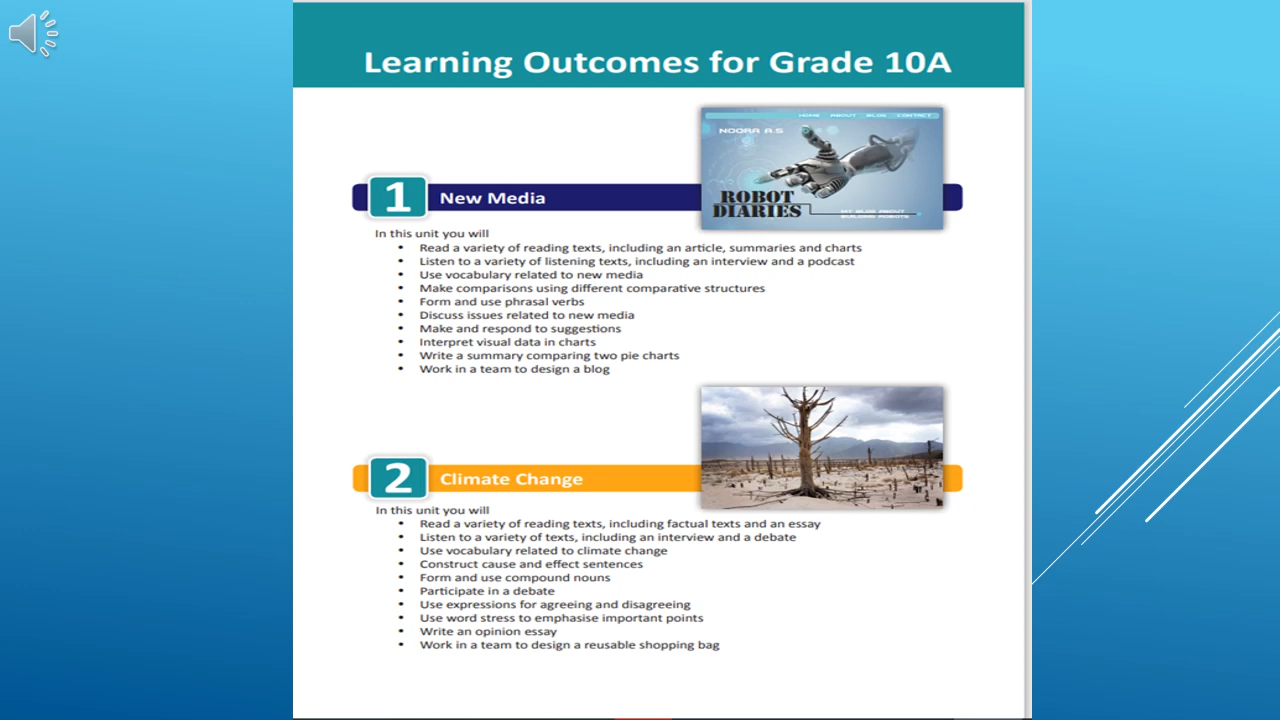 Learning Outcomes for Grade 10A
HOME ABOUT BLOG CONTACT
NOORA A.S
ROBOT
DIARIES
MY BLOG ABOUT
BUILDING ROBOTS
1
New Media
In this unit you will
• Read a variety of reading texts, including an article, summaries and charts
• Listen to a variety of listening texts, including an interview and a podcast
• Use vocabulary related to new media
• Make comparisons using different comparative structures
• Form and use phrasal verbs
• Discuss issues related to new media
• Make and respond to suggestions
• Interpret visual data in charts
• Write a summary comparing two pie charts
• Work in a team to design a blog
2
Climate Change
In this unit you will
• Read a variety of reading texts, including factual texts and an essay
• Listen to a variety of texts, including an interview and a debate
• Use vocabulary related to climate change
• Construct cause and effect sentences
• Form and use compound nouns
• Participate in a debate
• Use expressions for agreeing and disagreeing
• Use word stress to emphasise important points
• Write an opinion essay
• Work in a team to design a reusable shopping bag